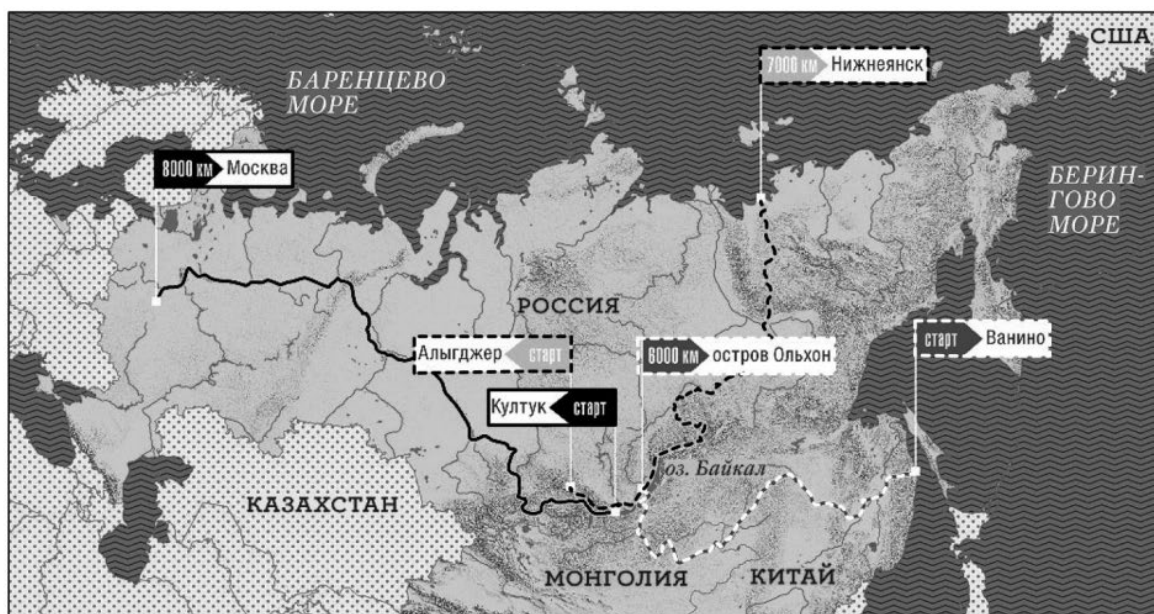 США
7000 км Нижнеянск
БАРЕНЦЕВО
МОРЕ
8000 км Москва
БЕРИН-
ГОВО
МОРЕ
РОССИЯ
Алыгджер старт
6000 км остров Ольхон
старт Ванино
Култук старт
оз. Байкал
КАЗАХСТАН
МОНГОЛИЯ
КИТАЙ